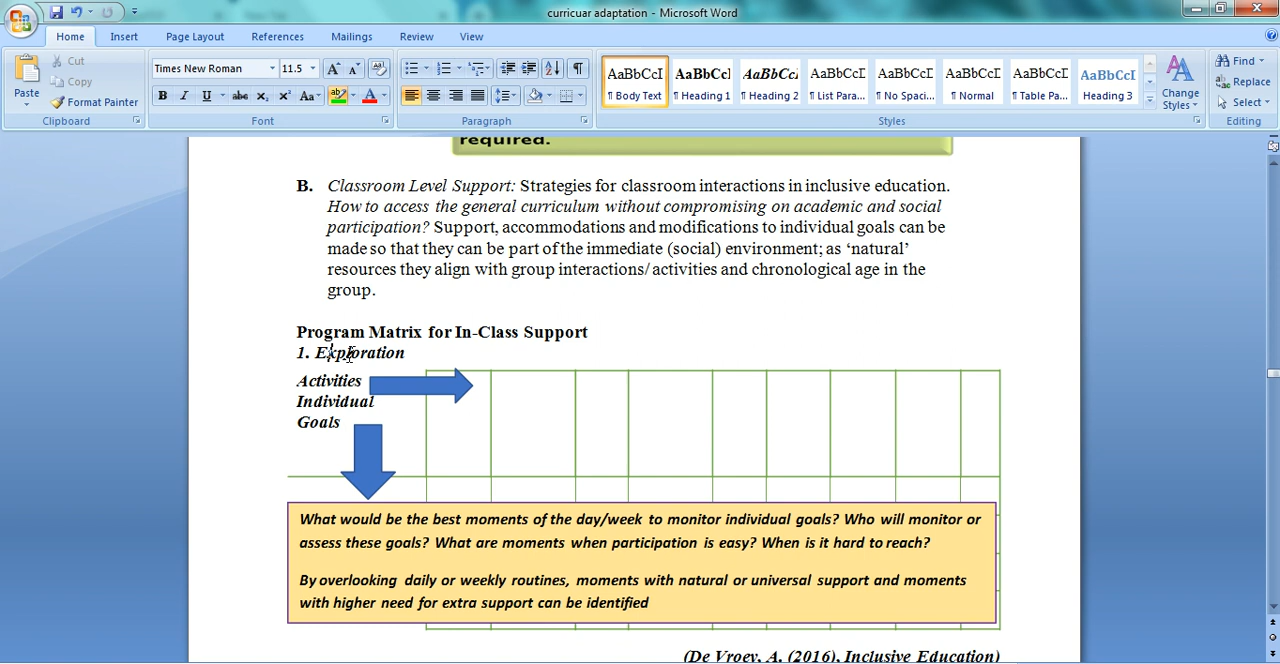 curricuar adaptation - Microsoft Word
Home Insert Page Layout References Mailings Review View
Paste
Cut
Copy
Format Painter
Clipboard
Times New Roman 11.5
Font
Paragraph
AaBbCcI AaBbCcl AaBbCcI AaBbCcL AaBbCcD AaBbCcL AaBbCcD AaBbCcI
¶ Body Text ¶ Heading 1 ¶ Heading 2 ¶ List Para... ¶ No Spaci... ¶ Normal ¶ Table Pa... Heading 3
Change
Styles
Styles
Find
Replace
Select
Editing
required.
B. Classroom Level Support: Strategies for classroom interactions in inclusive education.
How to access the general curriculum without compromising on academic and social
participation? Support, accommodations and modifications to individual goals can be
made so that they can be part of the immediate (social) environment; as ‘natural’
resources they align with group interactions/ activities and chronological age in the
group.
Program Matrix for In-Class Support
1. Exploration
Activities
Individual
Goals
What would be the best moments of the day/week to monitor individual goals? Who will monitor or
assess these goals? What are moments when participation is easy? When is it hard to reach?
By overlooking daily or weekly routines, moments with natural or universal support and moments
with higher need for extra support can be identified
(De Vroey, A. (2016), Inclusive Education)